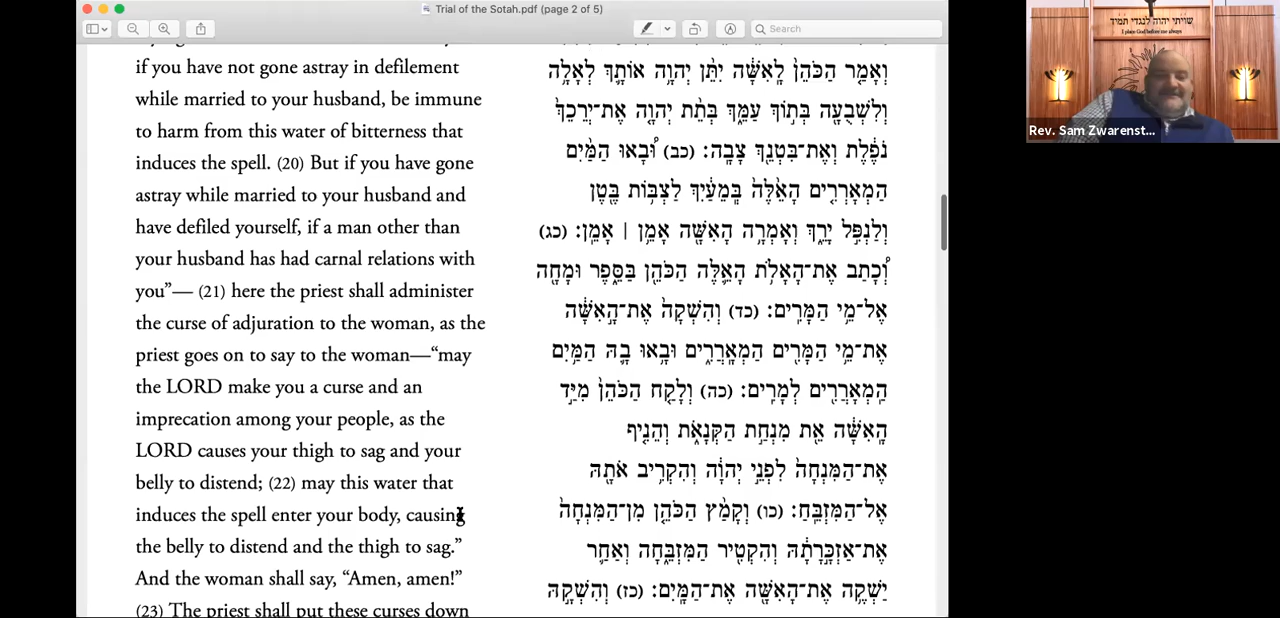 Trial of the Sotah.pdf (page 2 of 5)
Search
if you have not gone astray in defilement
while married to your husband, be immune
to harm from this water of bitterness that
induces the spell. (20) But if you have gone
astray while married to your husband and
have defiled yourself, if a man other than
your husband has had carnal relations with
you”— (21) here the priest shall administer
the curse of adjuration to the woman, as the
priest goes on to say to the woman—“may
the LORD make you a curse and an
imprecation among your people, as the
LORD causes your thigh to sag and your
belly to distend; (22) may this water that
induces the spell enter your body, causing
the belly to distend and the thigh to sag.”
And the woman shall say, “Amen, amen!”
(23) The priest shall put these curses down
וְאָמַ֥ר הַכֹּהֵ֖ן לָֽאִשָּׁ֑ה יִתֵּ֨ן יְהוָ֥ה אוֹתָ֛ךְ לְאָלָ֥ה
וְלִשְׁבֻעָ֖ה בְּת֣וֹךְ עַמֵּ֑ךְ בְּתֵ֨ת יְהוָ֤ה אֶת־יְרֵכֵךְ֙
נֹפֶ֔לֶת וְאֶת־בִּטְנֵ֖ךְ צָבָֽה׃ (כב) וּ֠בָאוּ הַמַּ֨יִם
הַמְאָרְרִ֤ים הָאֵ֙לֶּה֙ בְּֽמֵעַ֔יִךְ לַצְבּ֥וֹת בֶּ֖טֶן
וְלַנְפִּ֣ל יָרֵ֑ךְ וְאָמְרָ֥ה הָאִשָּׁ֖ה אָמֵ֥ן ׀ אָמֵֽן׃ (כג)
וְ֠כָתַב אֶת־הָאָלֹ֥ת הָאֵ֛לֶּה הַכֹּהֵ֖ן בַּסֵּ֑פֶר וּמָחָ֖ה
אֶל־מֵ֥י הַמָּרִֽים׃ (כד) וְהִשְׁקָה֙ אֶת־הָ֣אִשָּׁ֔ה
אֶת־מֵ֥י הַמָּרִ֖ים הַמְאָֽרֲרִ֑ים וּבָ֥אוּ בָ֛הּ הַמַּ֥יִם
הַֽמְאָרֲרִ֖ים לְמָרִֽים׃ (כה) וְלָקַ֤ח הַכֹּהֵן֙ מִיַּ֣ד
הָֽאִשָּׁ֔ה אֵ֖ת מִנְחַ֣ת הַקְּנָאֹ֑ת וְהֵנִ֤יף
אֶת־הַמִּנְחָה֙ לִפְנֵ֣י יְהוָ֔ה וְהִקְרִ֥יב אֹתָ֖הּ
אֶל־הַמִּזְבֵּֽחַ׃ (כו) וְקָמַ֨ץ הַכֹּהֵ֤ן מִן־הַמִּנְחָה֙
אֶת־אַזְכָּ֣רָתָ֔הּ וְהִקְטִ֖יר הַמִּזְבֵּ֑חָה וְאַחַ֛ר
יַשְׁקֶ֥ה אֶת־הָאִשָּׁ֖ה אֶת־הַמָּֽיִם׃ (כז) וְהִשְׁקָ֣הּ
שויתי יהוה לנגדי תמיד
I place God before me always
Rev. Sam Zwarenst...